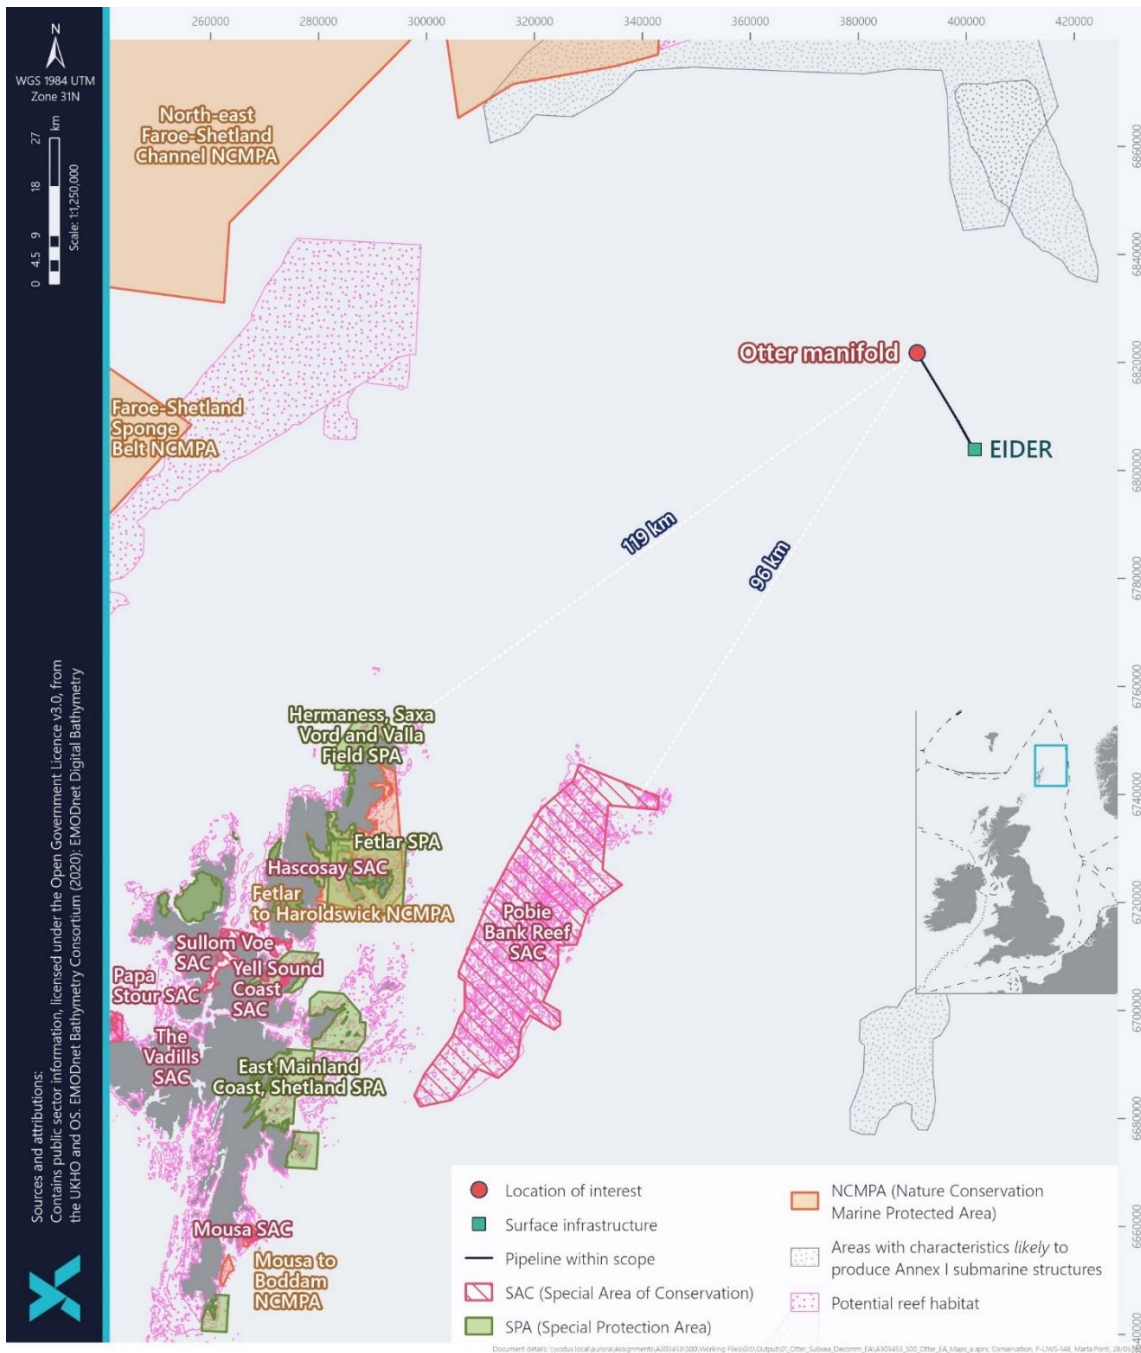 260000
280000
300000
320000
340000
360000
380000
400000
420000
N
WGS 1984 UTM
Zone 31N
km
27
18
9
4.5
0
Scale: 1:1,250,000
6860000
6840000
6820000
6800000
6780000
6760000
6740000
6720000
6700000
6680000
6660000
6640000
North-east
Faroe-Shetland
Channel NCMPA
Otter manifold
EIDER
Faroe-Shetland
Sponge
Belt NCMPA
119 km
96 km
Hermaness, Saxa
Vord and Valla
Field SPA
Fetlar SPA
Hascosay SAC
Fetlar
to Haroldswick NCMPA
Pobie
Bank Reef
SAC
Sullom Voe
SAC
Yell Sound
Coast
SAC
Papa
Stour SAC
The
Vadills
SAC
East Mainland
Coast, Shetland SPA
Mousa SAC
Mousa to
Boddam
NCMPA
Location of interest
Surface infrastructure
Pipeline within scope
SAC (Special Area of Conservation)
SPA (Special Protection Area)
NCMPA (Nature Conservation
Marine Protected Area)
Areas with characteristics likely to
produce Annex I submarine structures
Potential reef habitat
Sources and attributions:
Contains public sector information, licensed under the Open Government Licence v3.0, from
the UKHO and OS. EMODnet Bathymetry Consortium (2020): EMODnet Digital Bathymetry